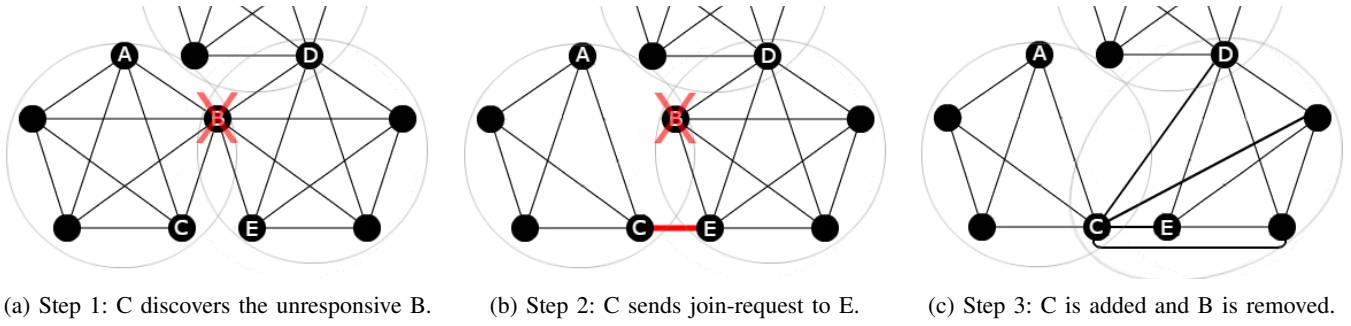 A
D
B
C
E
D
A
B
C
E
A
D
C
E
(a) Step 1: C discovers the unresponsive B.
(b) Step 2: C sends join-request to E.
(c) Step 3: C is added and B is removed.